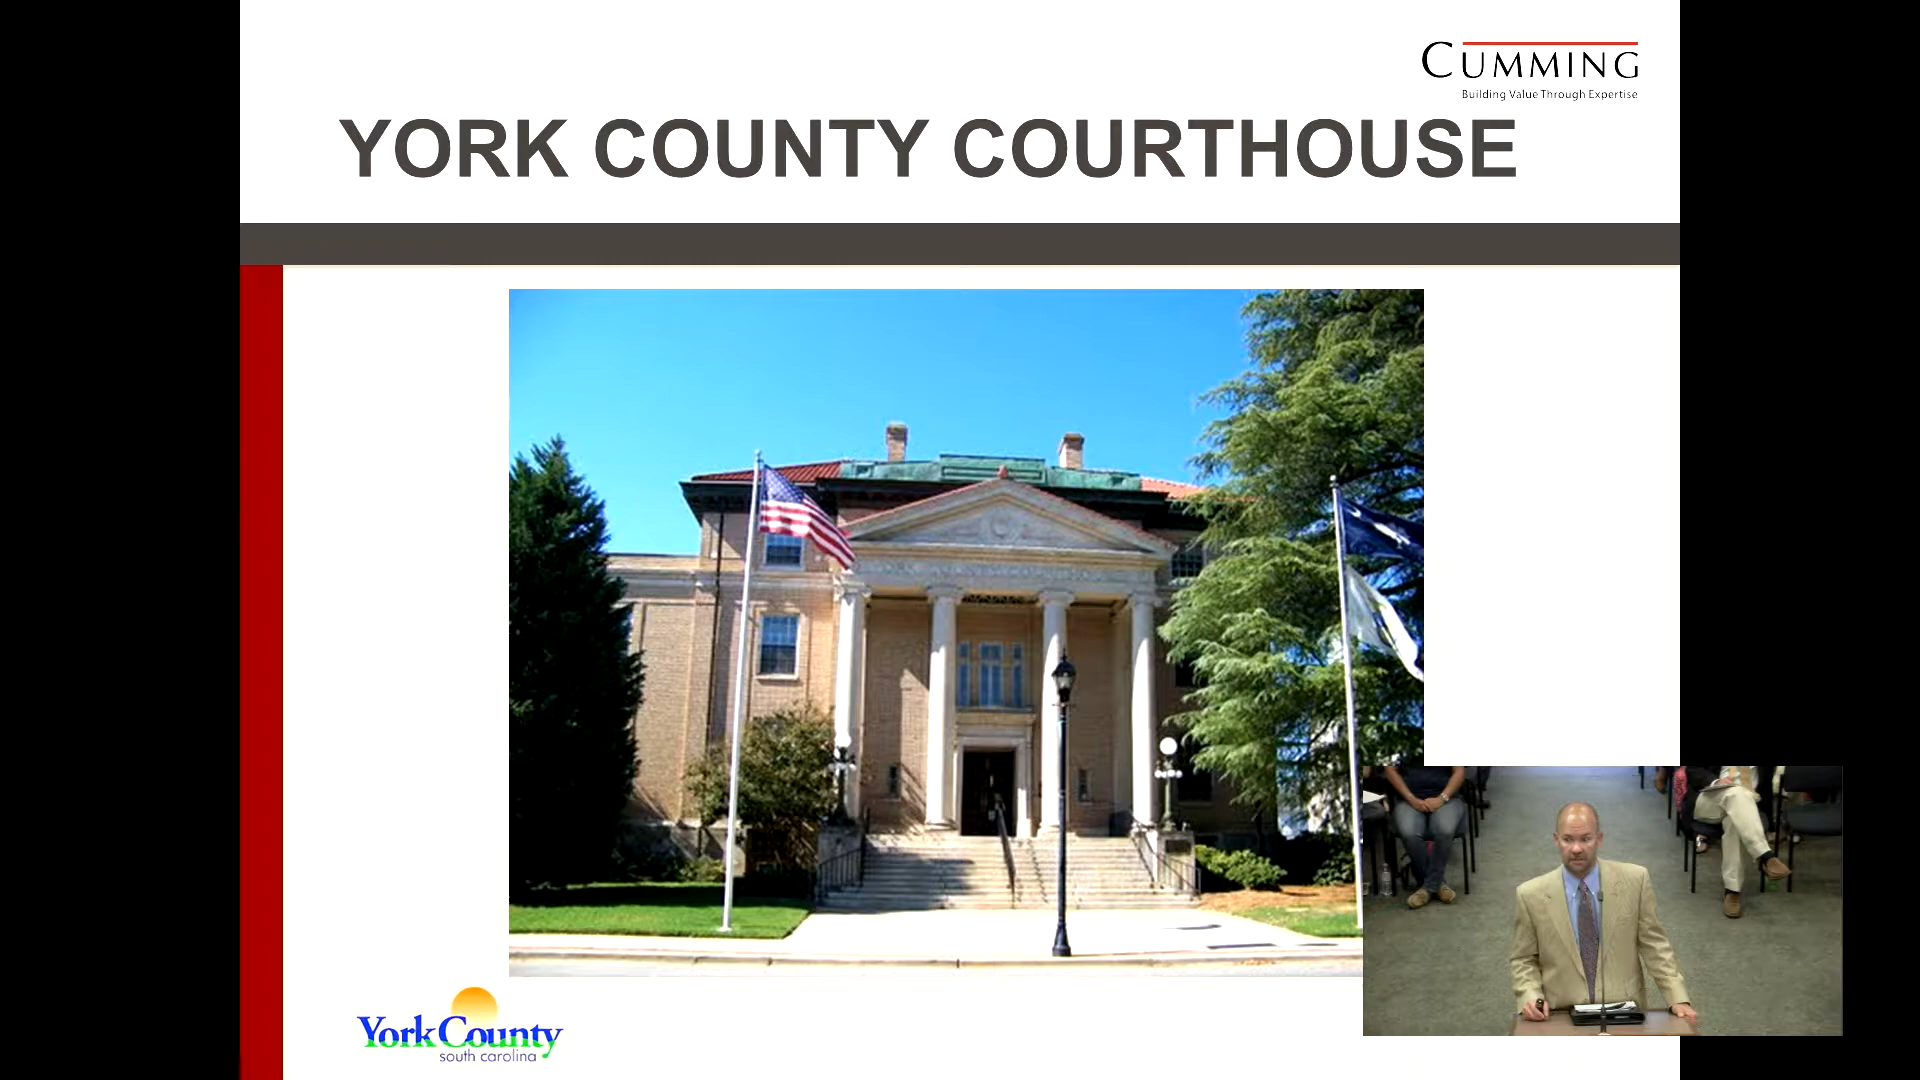 CUMMING
Building Value Through Expertise
YORK COUNTY COURTHOUSE
York County
south carolina